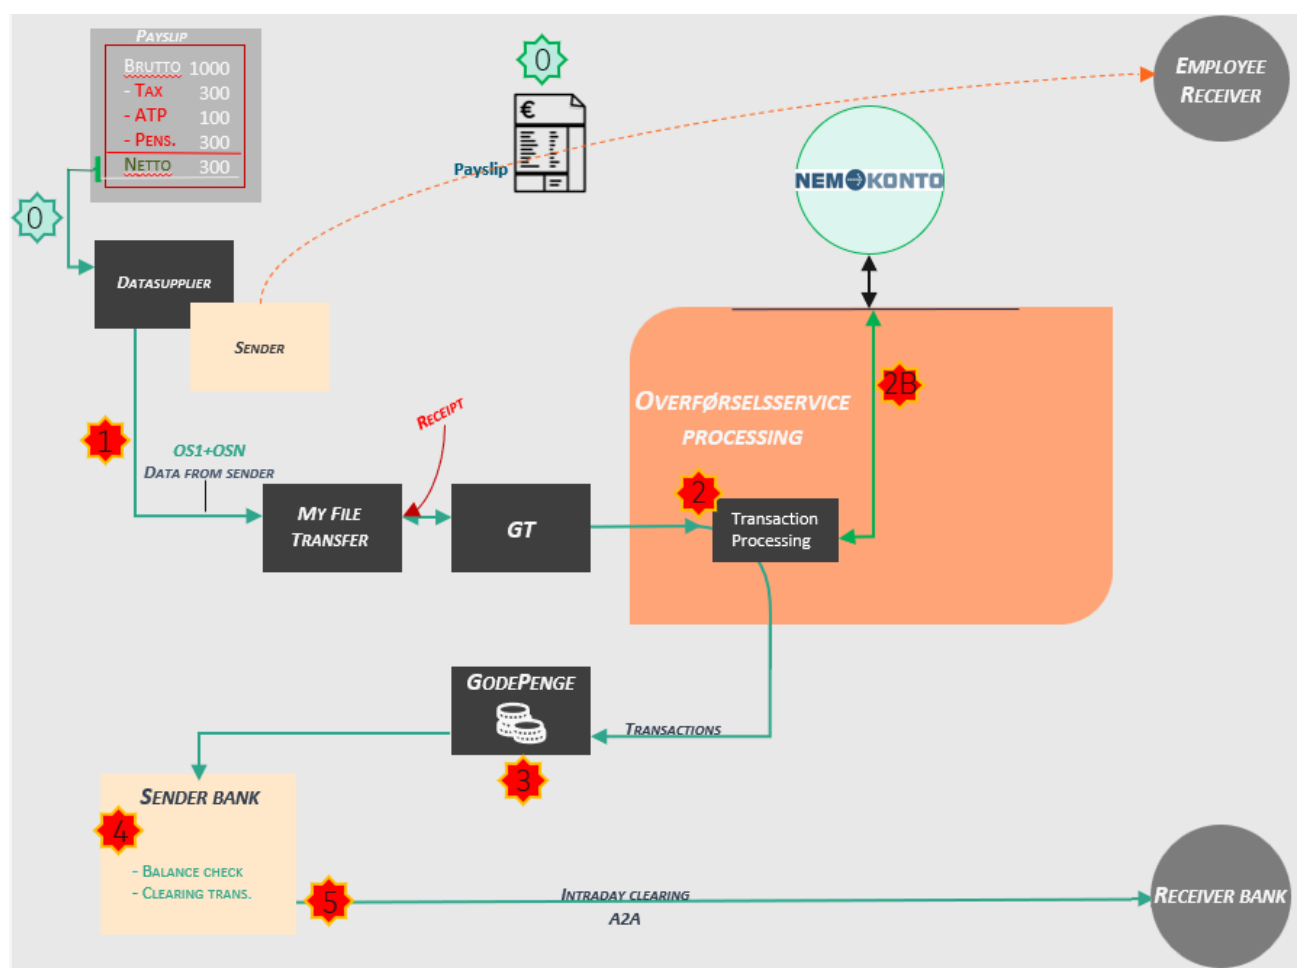 Payslip
Brutto 1000
- Tax 300
- ATP 100
- Pens. 300
Netto 300
0
0
€
Payslip
Employee
Receiver
NEM KONTO
Datasupplier
Sender
1
OS1+OSN
Data from sender
Receipt
My File
Transfer
GT
Overførselsservice
processing
2B
2
Transaction
Processing
GodePenge
Transactions
3
Sender bank
4
- Balance check
- Clearing trans.
5
Intraday clearing
A2A
Receiver bank